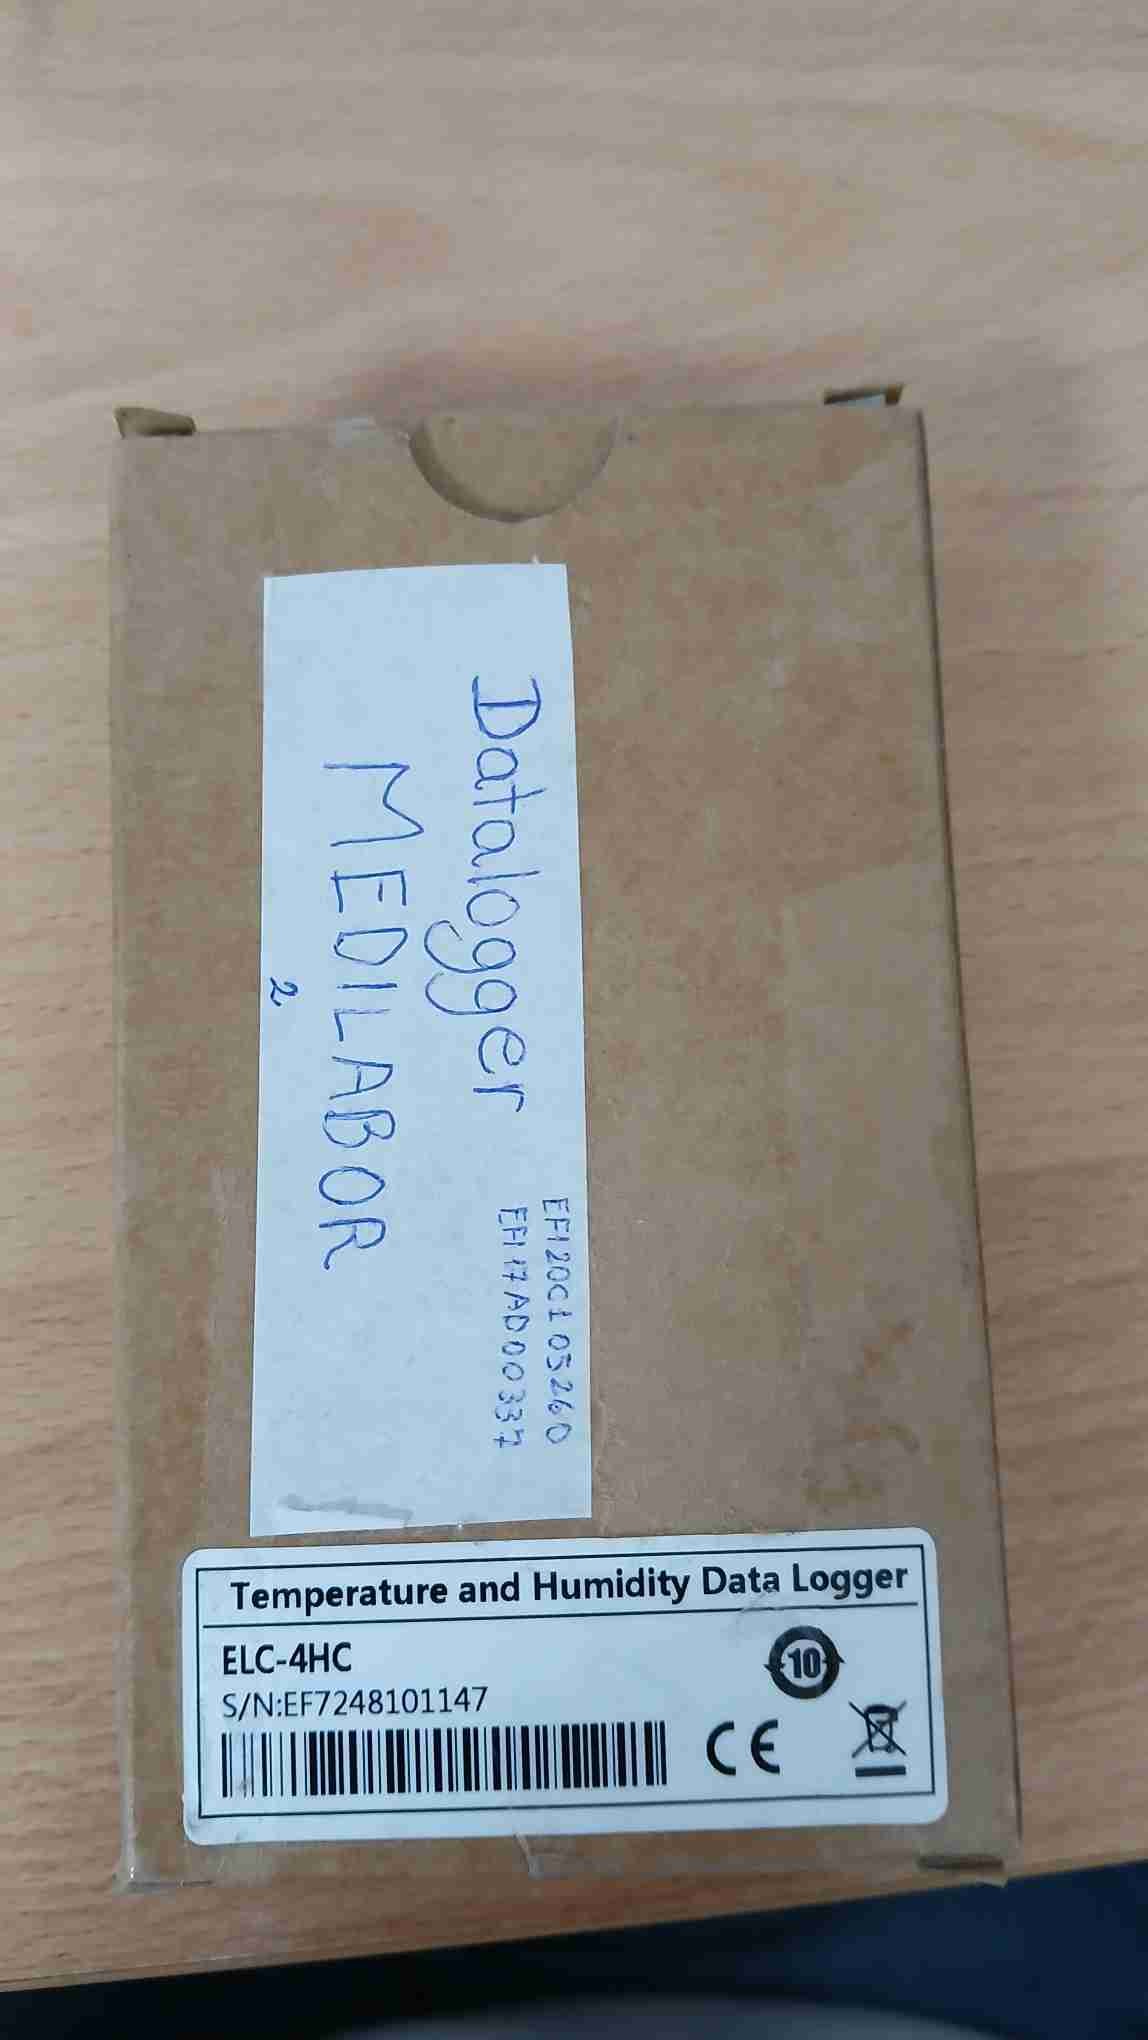 Datalogger
MEDILABOR
2
EF120C105260
EF117AD00337
Temperature and Humidity Data Logger
ELC-4HC
S/N:EF7248101147
10
CE